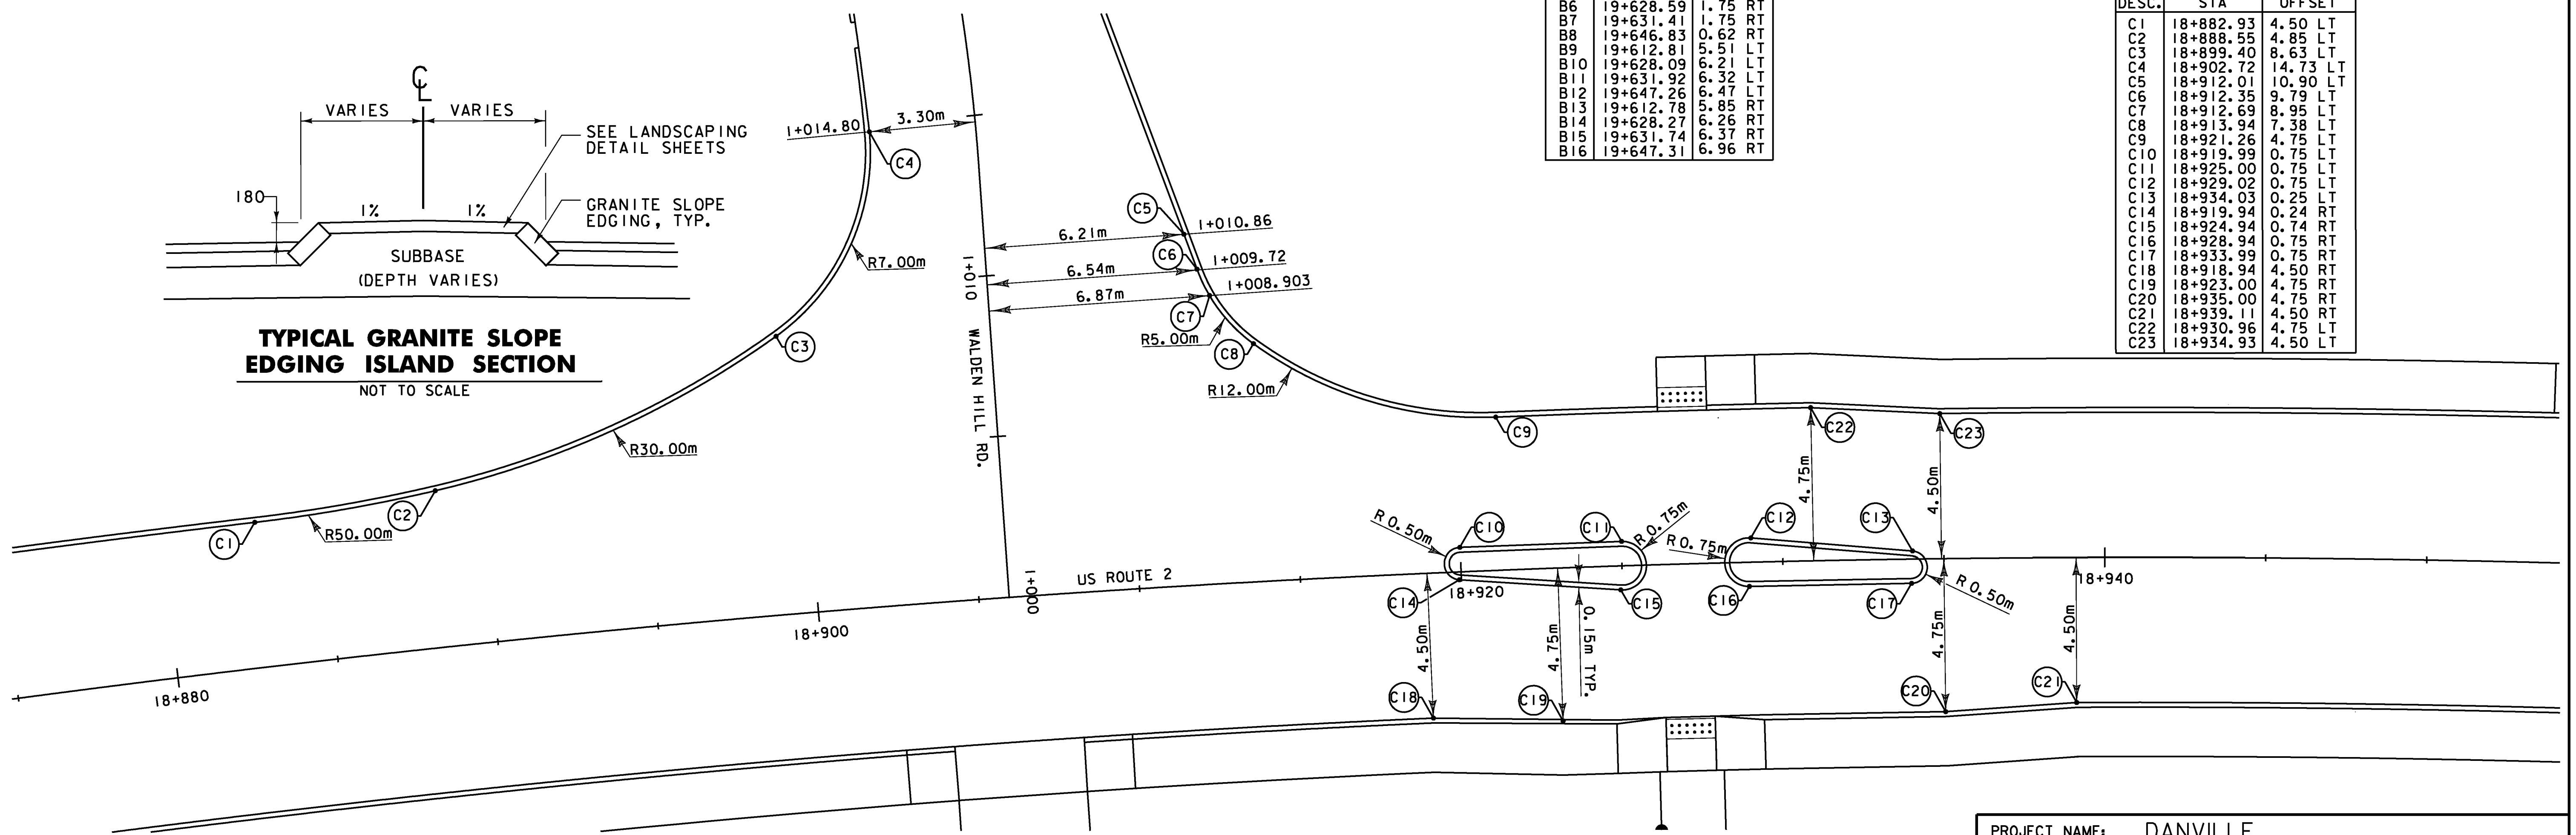 B6 19+628.59 1.75 RT
B7 19+631.41 1.75 RT
B8 19+646.83 0.62 RT
B9 19+612.81 5.51 LT
B10 19+628.09 6.21 LT
B11 19+631.92 6.32 LT
B12 19+647.26 6.47 LT
B13 19+612.78 5.85 RT
B14 19+628.27 6.26 RT
B15 19+631.74 6.37 RT
B16 19+647.31 6.96 RT
DESC. STA OFFSET
C1 18+882.93 4.50 LT
C2 18+888.55 4.85 LT
C3 18+899.40 8.63 LT
C4 18+902.72 14.73 LT
C5 18+912.01 10.90 LT
C6 18+912.35 9.79 LT
C7 18+912.69 8.95 LT
C8 18+913.94 7.38 LT
C9 18+921.26 4.75 LT
C10 18+919.99 0.75 LT
C11 18+925.00 0.75 LT
C12 18+929.02 0.75 LT
C13 18+934.03 0.25 LT
C14 18+919.94 0.24 RT
C15 18+924.94 0.74 RT
C16 18+928.94 0.75 RT
C17 18+933.99 0.75 RT
C18 18+918.94 4.50 RT
C19 18+923.00 4.75 RT
C20 18+935.00 4.75 RT
C21 18+939.11 4.50 RT
C22 18+930.96 4.75 LT
C23 18+934.93 4.50 LT
CL
VARIES VARIES
SEE LANDSCAPING
DETAIL SHEETS
180
1% 1%
GRANITE SLOPE
EDGING, TYP.
SUBBASE
(DEPTH VARIES)
TYPICAL GRANITE SLOPE
EDGING ISLAND SECTION
NOT TO SCALE
1+014.80
3.30m
C4
C5
1+010.86
6.21m
C6
1+009.72
6.54m
1+008.903
6.87m
C7
R7.00m
1+010
WALDEN HILL RD.
R5.00m
C8
C3
R12.00m
C9
C22
C23
R30.00m
4.75m
4.50m
C2
C1
R50.00m
R 0.50m
C10
C11
R 0.75m
R 0.75m
C12
C13
1+000
US ROUTE 2
18+940
C14
18+920
C15
C16
C17
R 0.50m
18+900
4.50m
4.75m
0.15m TYP.
4.75m
4.50m
18+880
C18
C19
C20
C21
PROJECT NAME: DANVILLE